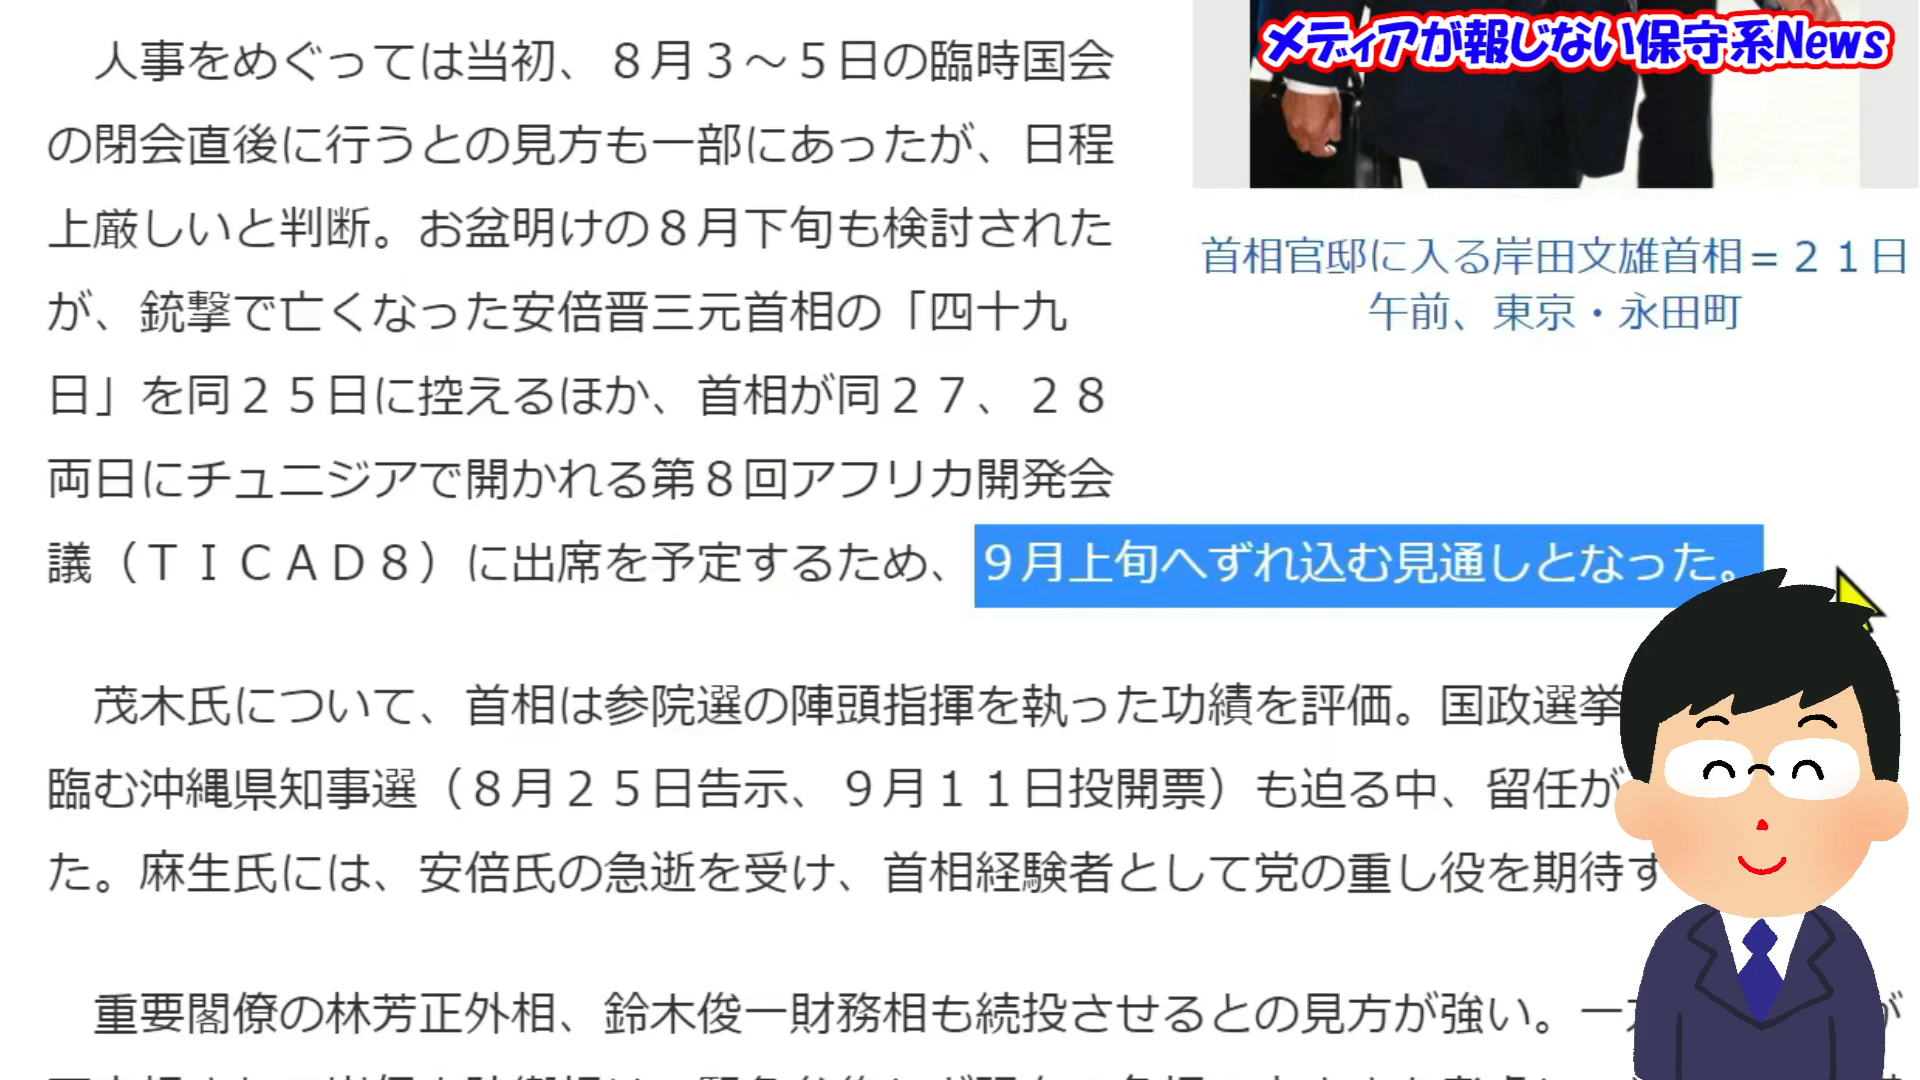 メディアが報じない保守系News
人事をめぐっては当初、８月３～５日の臨時国会
の閉会直後に行うとの見方も一部にあったが、日程
上厳しいと判断。お盆明けの８月下旬も検討された
が、銃撃で亡くなった安倍晋三元首相の「四十九
日」を同２５日に控えるほか、首相が同２７、２８
両日にチュニジアで開かれる第８回アフリカ開発会
議（ＴＩＣＡＤ８）に出席を予定するため、９月上旬へずれ込む見通しとなった。
首相官邸に入る岸田文雄首相＝２１日
午前、東京・永田町
茂木氏について、首相は参院選の陣頭指揮を執った功績を評価。国政選挙
臨む沖縄県知事選（８月２５日告示、９月１１日投開票）も迫る中、留任が
た。麻生氏には、安倍氏の急逝を受け、首相経験者として党の重し役を期待す
重要閣僚の林芳正外相、鈴木俊一財務相も続投させるとの見方が強い。一